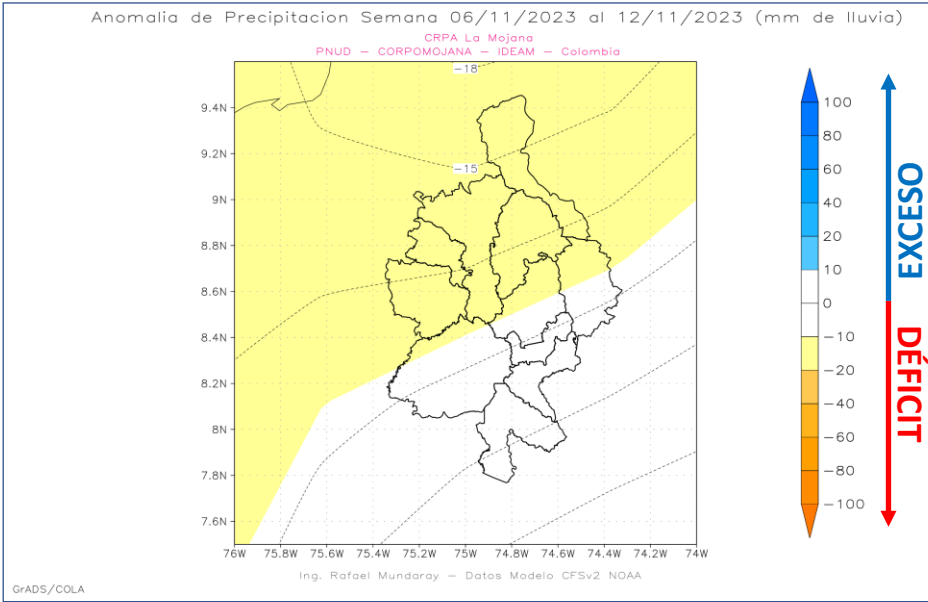 Anomalia de Precipitacion Semana 06/11/2023 al 12/11/2023 (mm de lluvia)
CRPA La Mojana
PNUD – CORPOMOJANA – IDEAM – Colombia
-18
-15
9.4N
9.2N
9N
8.8N
8.6N
8.4N
8.2N
8N
7.8N
7.6N
76W 75.8W 75.6W 75.4W 75.2W 75W 74.8W 74.6W 74.4W 74.2W 74W
100
80
60
40
20
10
0
-10
-20
-40
-60
-80
-100
EXCESO
DÉFICIT
Ing. Rafael Mundaray – Datos Modelo CFSv2 NOAA
GrADS/COLA